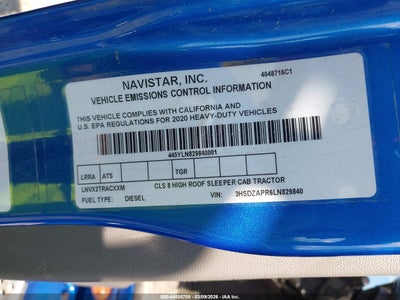 NAVISTAR, INC.
4048716C1
VEHICLE EMISSIONS CONTROL INFORMATION
THIS VEHICLE COMPLIES WITH CALIFORNIA AND
U.S. EPA REGULATIONS FOR 2020 HEAVY-DUTY VEHICLES
445YLN829840001
LRRA ATS TGR
LNVX2TRACXXM CLS 8 HIGH ROOF SLEEPER CAB TRACTOR
FUEL TYPE: DIESEL VIN: 3HSDZAPR6LN829840